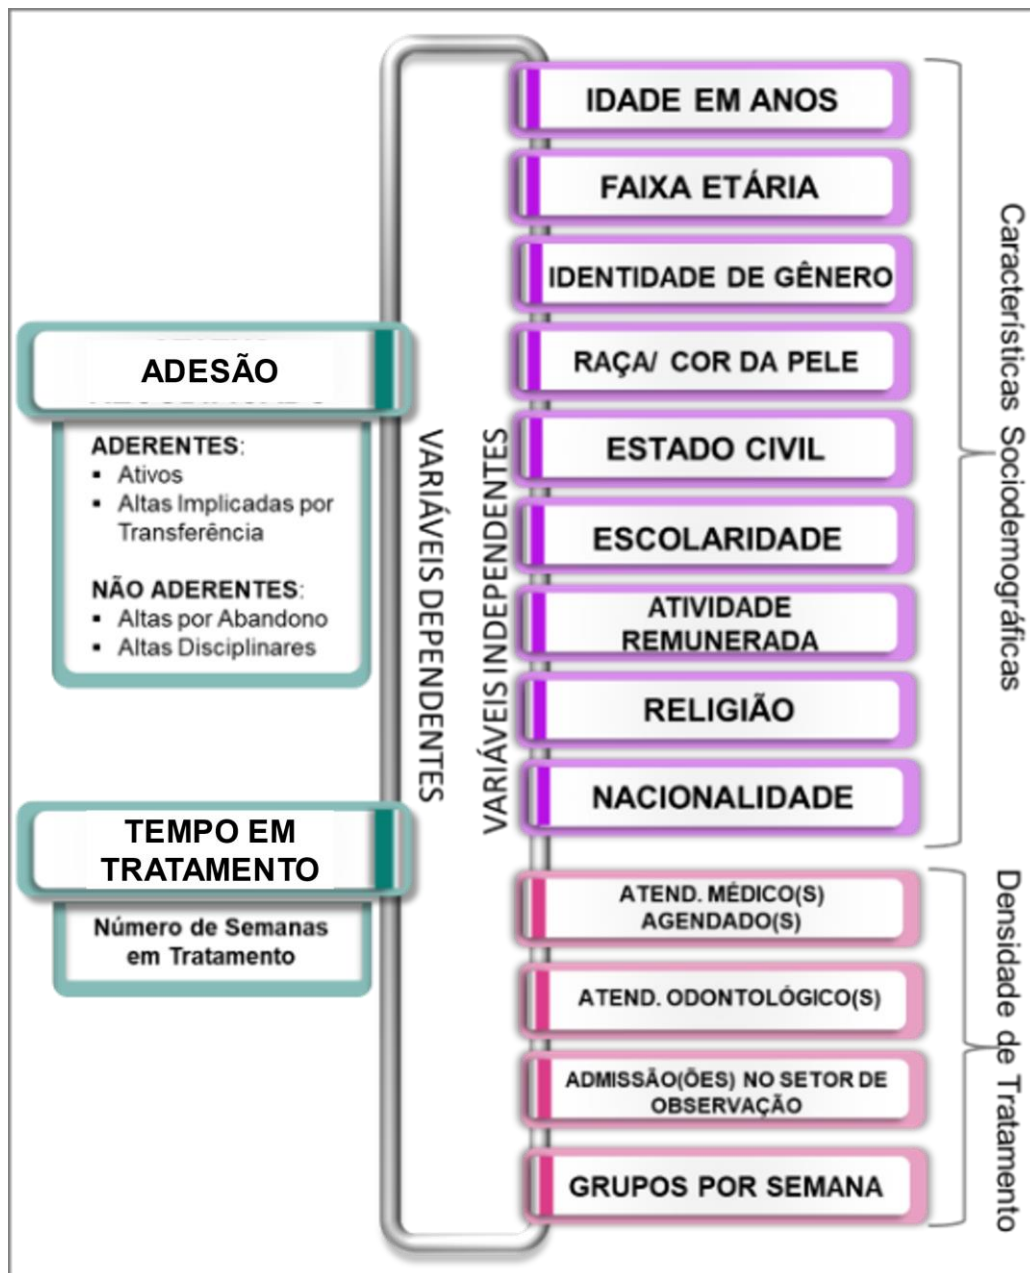 ADESÃO
ADERENTES:
▪ Ativos
▪ Altas Implicadas por
Transferência
NÃO ADERENTES:
▪ Altas por Abandono
▪ Altas Disciplinares
TEMPO EM
TRATAMENTO
Número de Semanas
em Tratamento
VARIÁVEIS DEPENDENTES
VARIÁVEIS INDEPENDENTES
IDADE EM ANOS
FAIXA ETÁRIA
IDENTIDADE DE GÊNERO
RAÇA/ COR DA PELE
ESTADO CIVIL
ESCOLARIDADE
ATIVIDADE
REMUNERADA
RELIGIÃO
NACIONALIDADE
Características Sociodemográficas
ATEND. MÉDICO(S)
AGENDADO(S)
ATEND. ODONTOLÓGICO(S)
ADMISSÃO(ÕES) NO SETOR DE
OBSERVAÇÃO
GRUPOS POR SEMANA
Densidade de Tratamento